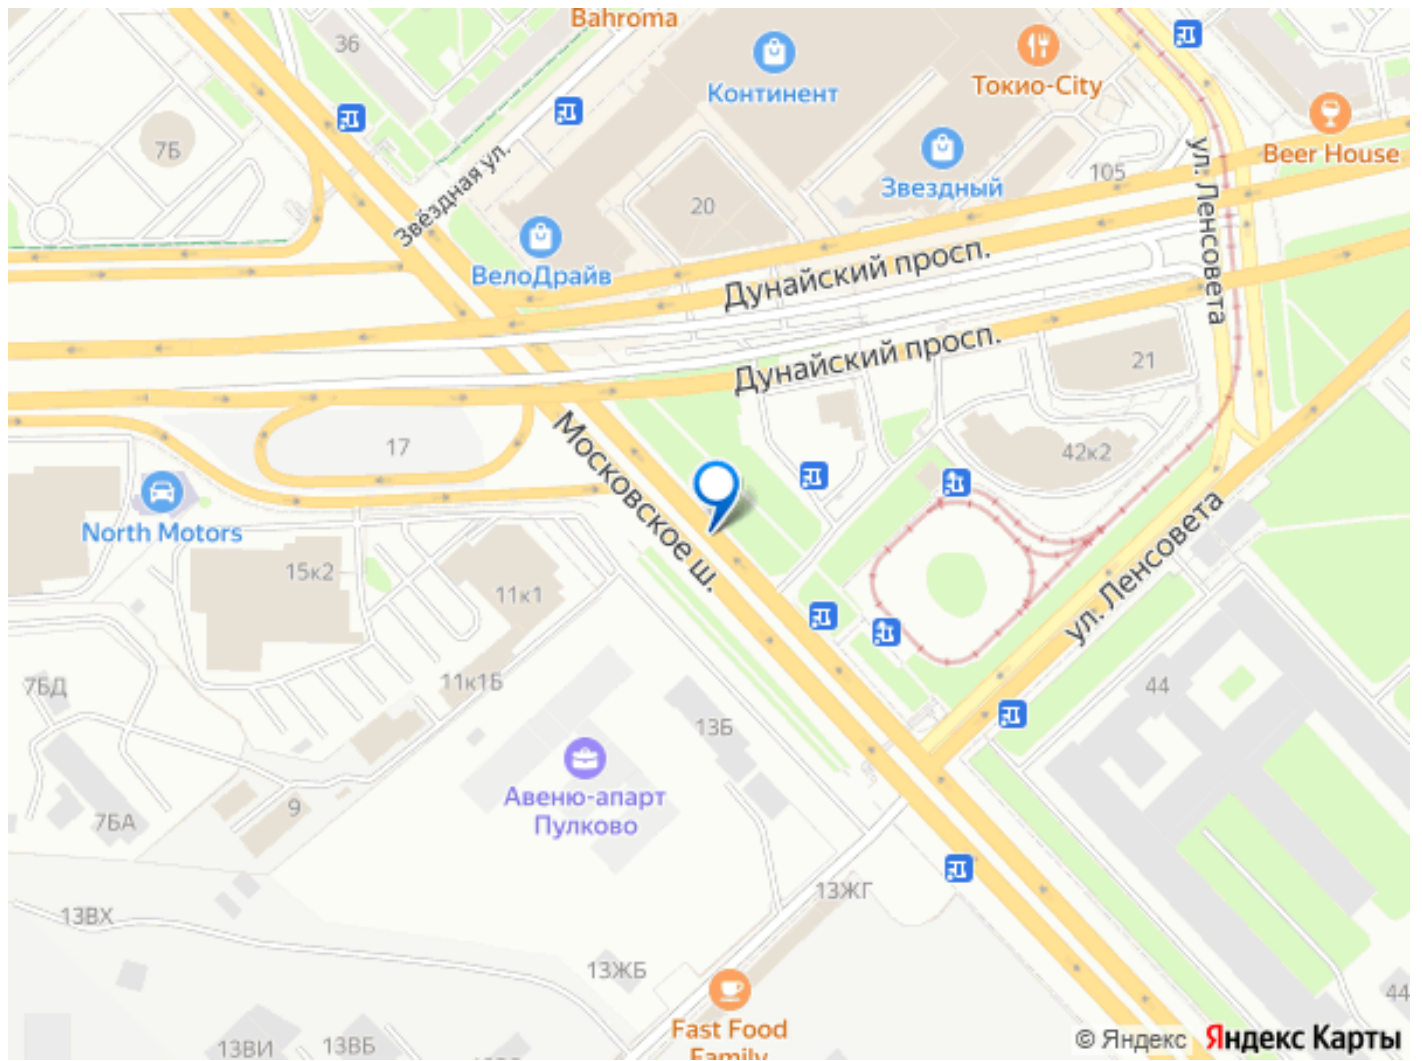 Bahroma
36
Континент
Токио-City
Beer House
7Б
Звёздная ул.
20
Звездный
105
ул. Ленсовета
ВелоДрайв
Дунайский просп.
Дунайский просп.
21
Московское ш.
17
42к2
North Motors
15к2
11к1
ул. Ленсовета
7БД
11к1Б
13Б
44
Авеню-апарт
Пулково
9
7БА
13ВХ
13ЖГ
13ЖБ
44
Fast Food
Family
13ВИ
13ВБ
© Яндекс Яндекс Карты